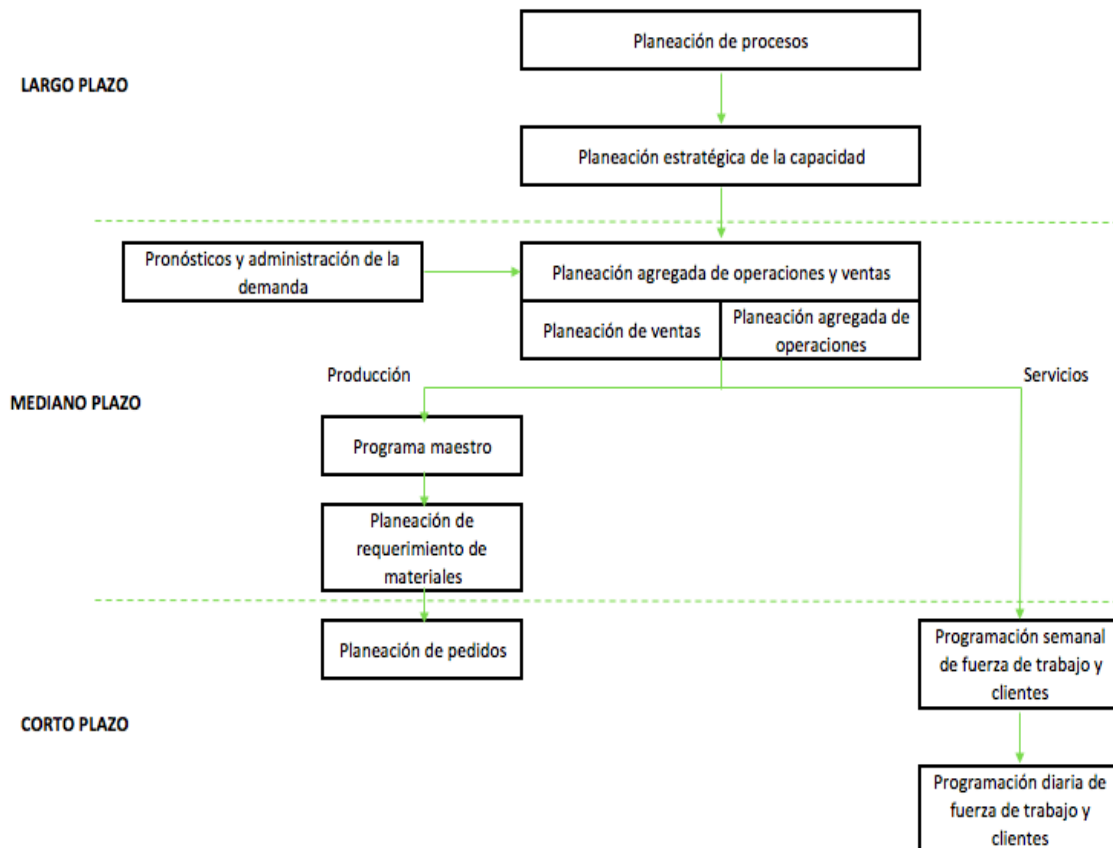 Planeación de procesos
LARGO PLAZO
Planeación estratégica de la capacidad
Pronósticos y administración de la
demanda
Planeación agregada de operaciones y ventas
Planeación de ventas
Planeación agregada de
operaciones
Producción
Servicios
MEDIANO PLAZO
Programa maestro
Planeación de
requerimiento de
materiales
Planeación de pedidos
Programación semanal
de fuerza de trabajo y
clientes
CORTO PLAZO
Programación diaria de
fuerza de trabajo y
clientes